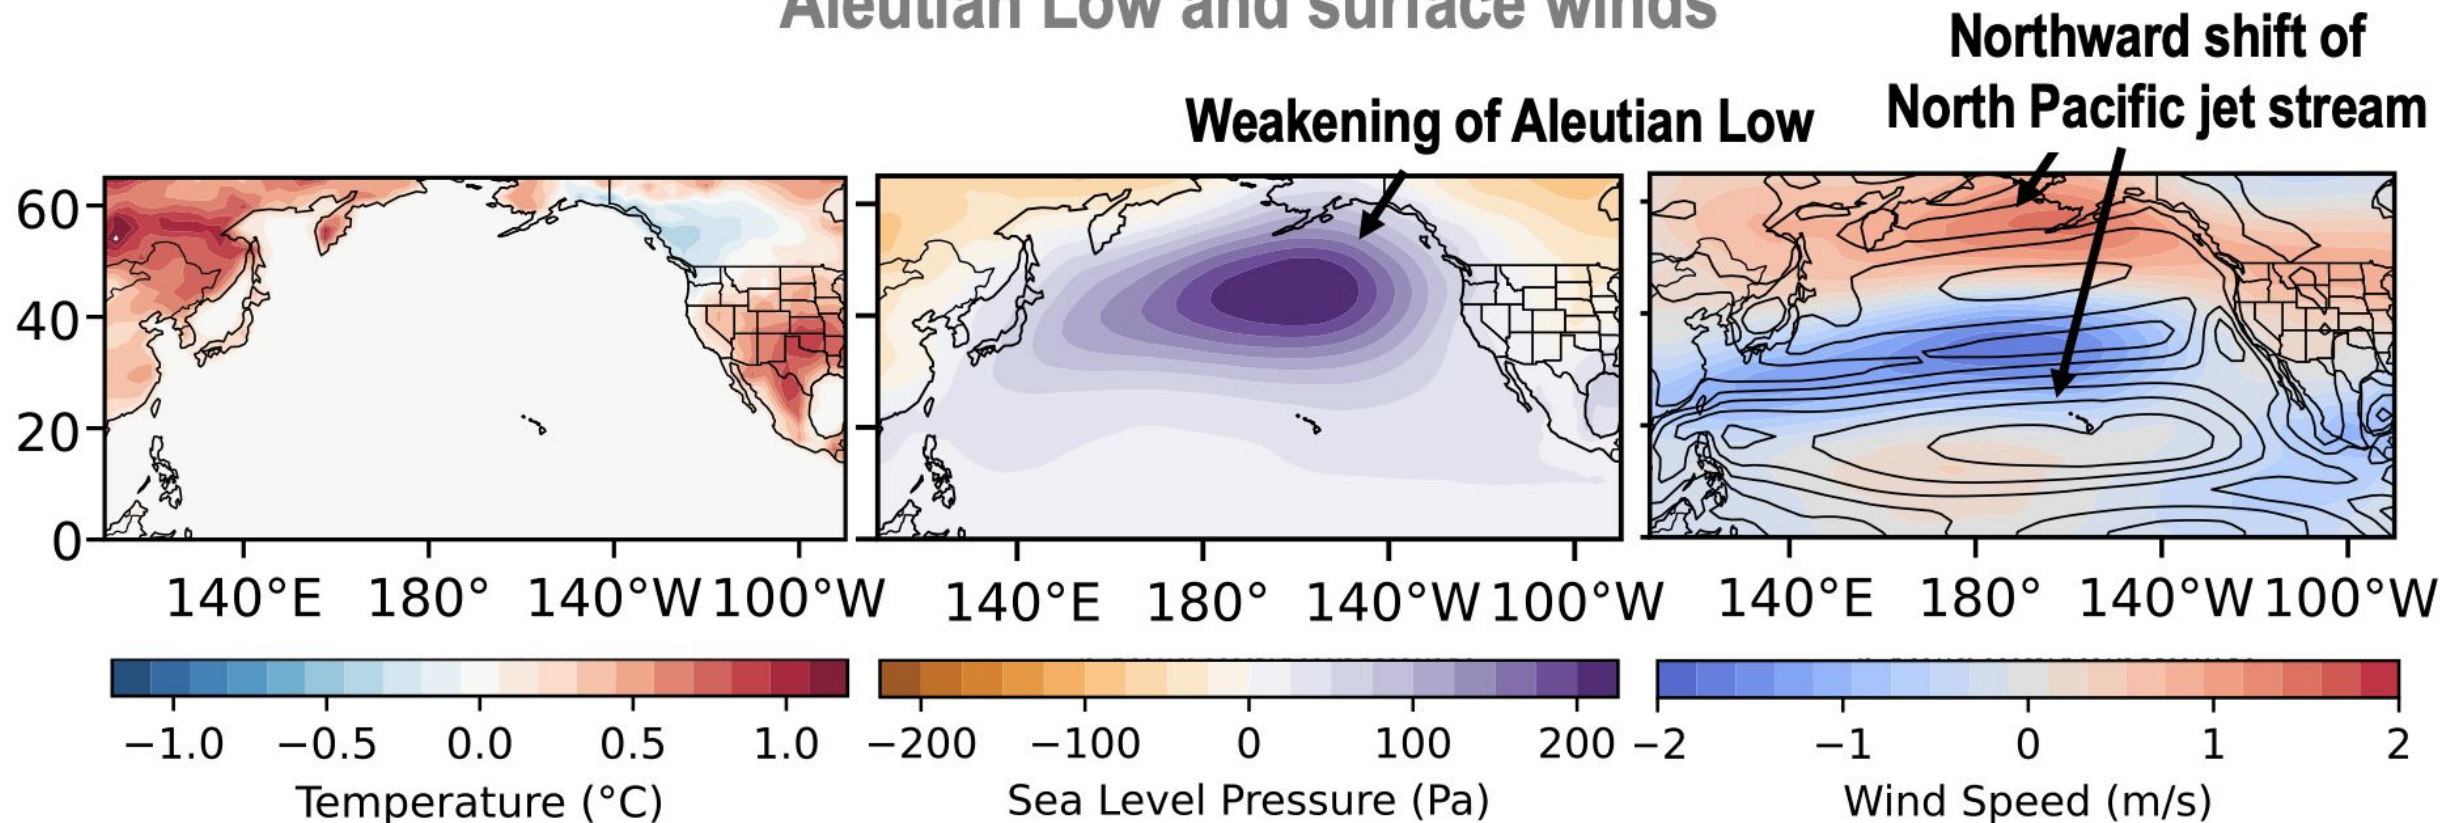 Aleutian Low and surface winds
Northward shift of
North Pacific jet stream
Weakening of Aleutian Low
60
40
20
0
140°E 180° 140°W 100°W
140°E 180° 140°W 100°W
140°E 180° 140°W 100°W
−1.0 −0.5 0.0 0.5 1.0
−200 −100 0 100 200
−2 −1 0 1 2
Temperature (°C)
Sea Level Pressure (Pa)
Wind Speed (m/s)